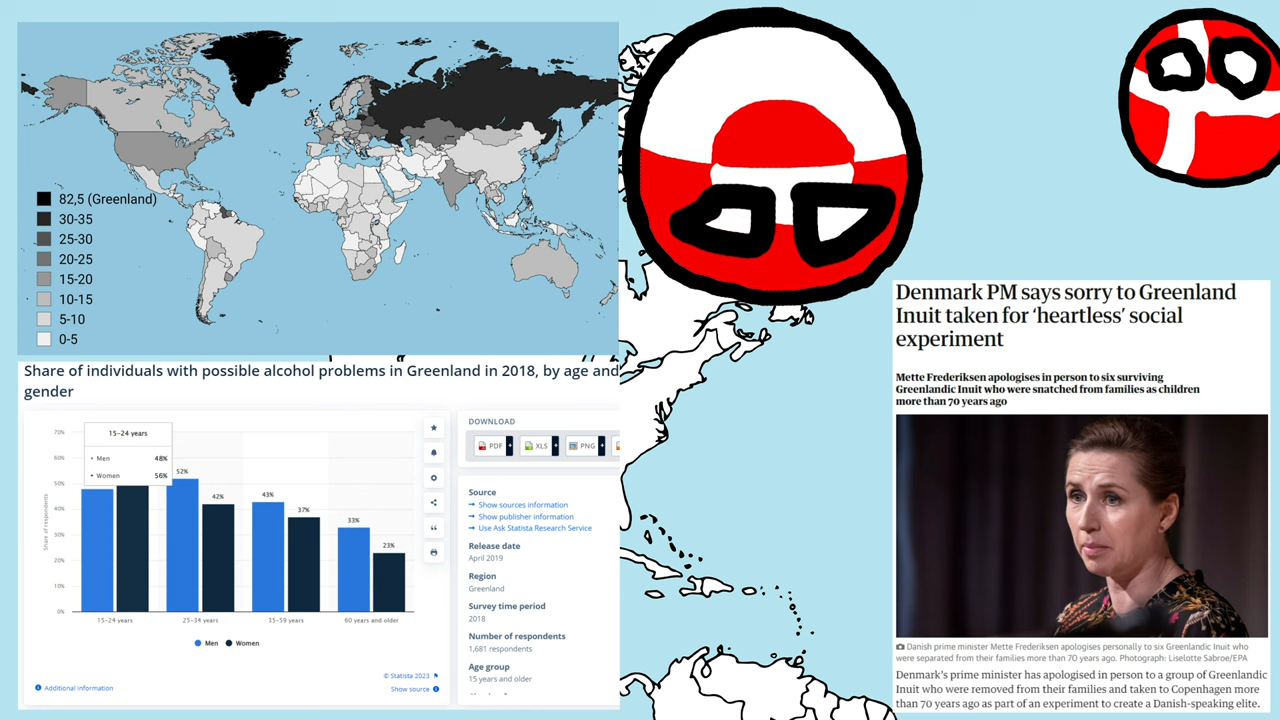 82,5 (Greenland)
30-35
25-30
20-25
15-20
10-15
5-10
0-5
Share of individuals with possible alcohol problems in Greenland in 2018, by age and
gender
70%
60%
50%
40%
30%
20%
10%
0%
Share of respondents
15-24 years
• Men 48%
• Women 56%
52%
42%
43%
37%
33%
23%
15-24 years
25-34 years
35-59 years
60 years and older
Men
Women
© Statista 2023
Additional Information
Show source
DOWNLOAD
PDF
XLS
PNG
Source
→ Show sources information
→ Show publisher information
→ Use Ask Statista Research Service
Release date
April 2019
Region
Greenland
Survey time period
2018
Number of respondents
1,681 respondents
Age group
15 years and older
Denmark PM says sorry to Greenland
Inuit taken for ‘heartless’ social
experiment
Mette Frederiksen apologises in person to six surviving
Greenlandic Inuit who were snatched from families as children
more than 70 years ago
Danish prime minister Mette Frederiksen apologises personally to six Greenlandic Inuit who
were separated from their families more than 70 years ago. Photograph: Liselotte Sabroe/EPA
Denmark’s prime minister has apologised in person to a group of Greenlandic
Inuit who were removed from their families and taken to Copenhagen more
than 70 years ago as part of an experiment to create a Danish-speaking elite.